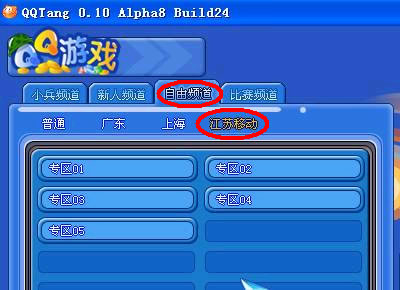 QQTang 0.10 Alpha8 Build24
QQ游戏
小兵频道 新人频道 自由频道 比赛频道
普通 广东 上海 江苏移动
专区01 专区02
专区03 专区04
专区05